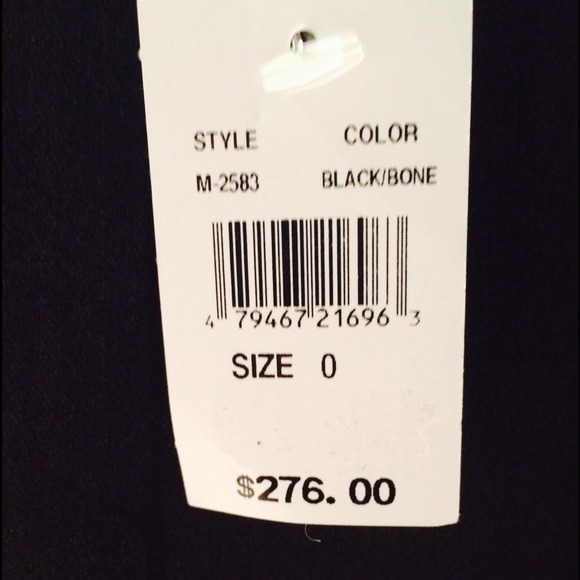 STYLE COLOR
M-2583 BLACK/BONE
4 79467 21696 3
SIZE 0
$276.00